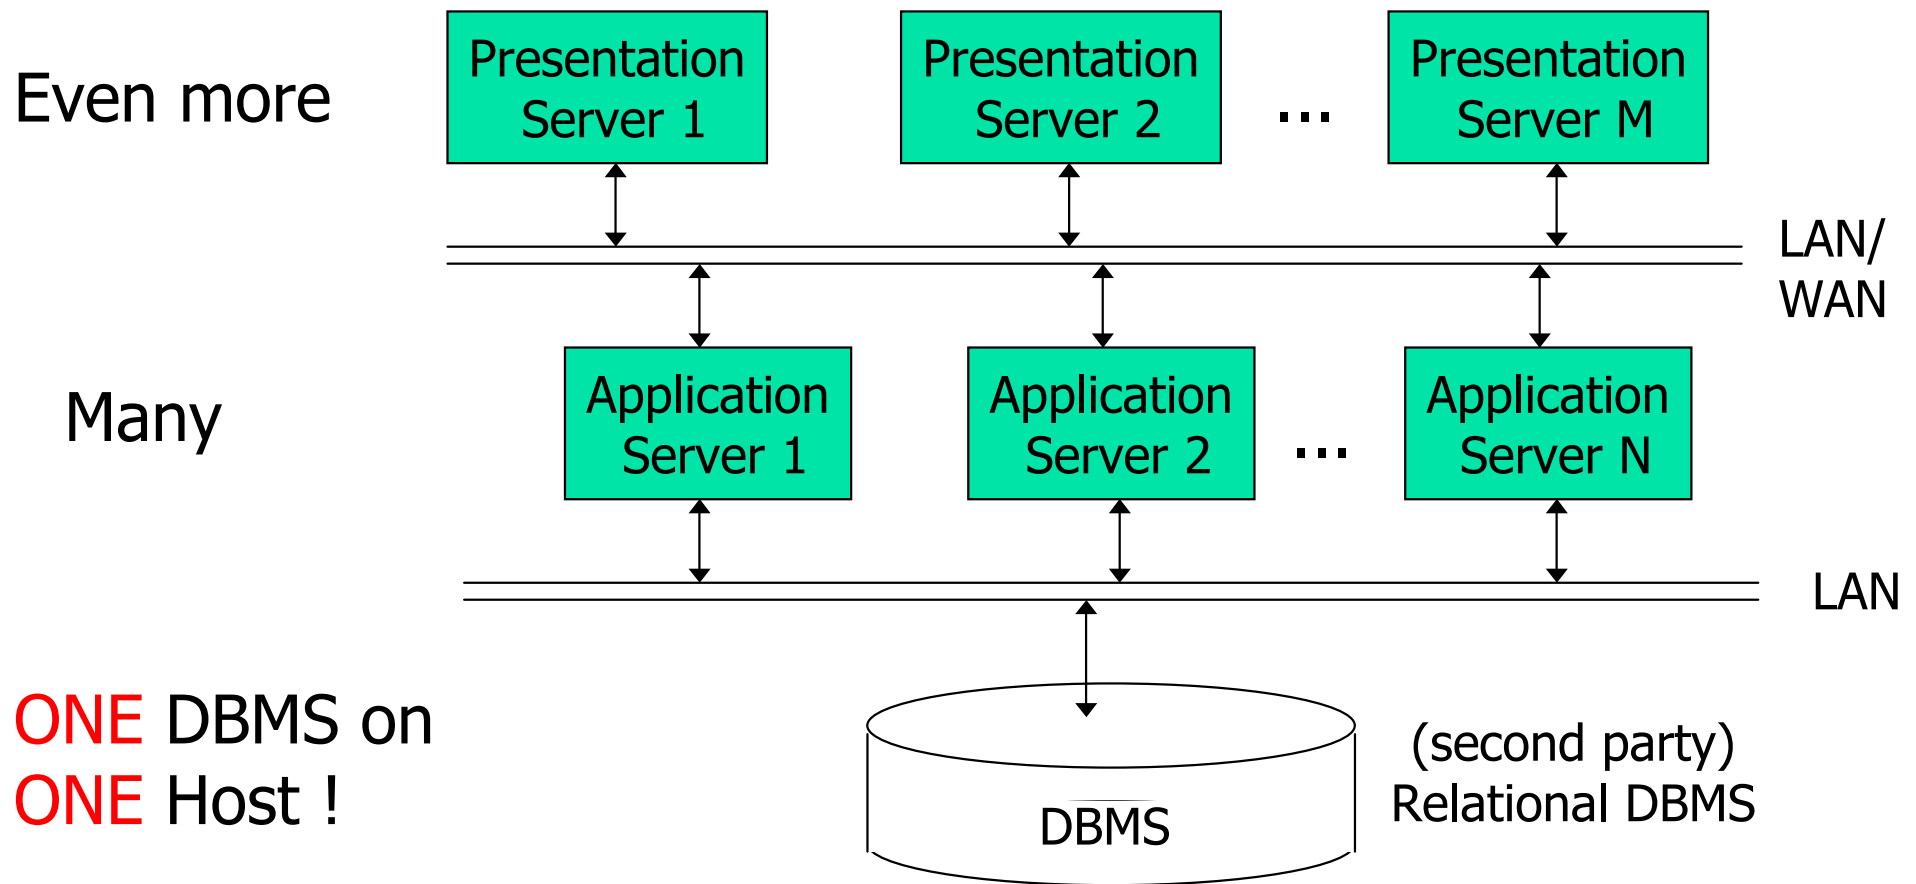 Even more
Presentation
Server 1
Presentation
Server 2
...
Presentation
Server M
LAN/
WAN
Many
Application
Server 1
Application
Server 2
...
Application
Server N
LAN
ONE DBMS on
ONE Host !
DBMS
(second party)
Relational DBMS